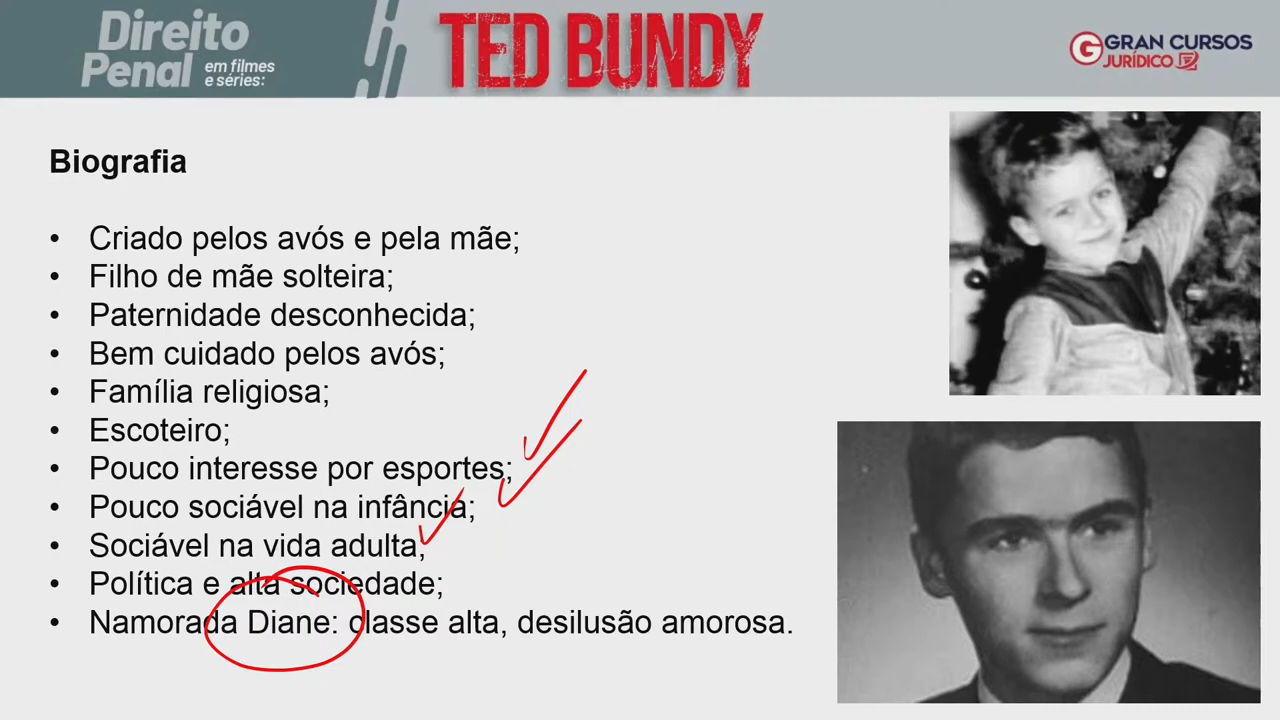 Direito
Penal em filmes
e séries:
TED BUNDY
GRAN CURSOS
JURÍDICO
Biografia
• Criado pelos avós e pela mãe;
• Filho de mãe solteira;
• Paternidade desconhecida;
• Bem cuidado pelos avós;
• Família religiosa;
• Escoteiro;
• Pouco interesse por esportes;
• Pouco sociável na infância;
• Sociável na vida adulta;
• Política e alta sociedade;
• Namorada Diane: classe alta, desilusão amorosa.